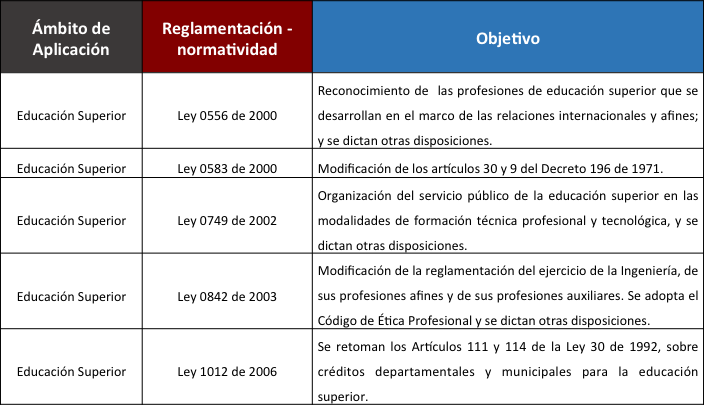 Ámbito de
Aplicación
Reglamentación -
normatividad
Objetivo
Educación Superior
Ley 0556 de 2000
Reconocimiento de las profesiones de educación superior que se
desarrollan en el marco de las relaciones internacionales y afines;
y se dictan otras disposiciones.
Educación Superior
Ley 0583 de 2000
Modificación de los artículos 30 y 9 del Decreto 196 de 1971.
Educación Superior
Ley 0749 de 2002
Organización del servicio público de la educación superior en las
modalidades de formación técnica profesional y tecnológica, y se
dictan otras disposiciones.
Educación Superior
Ley 0842 de 2003
Modificación de la reglamentación del ejercicio de la Ingeniería, de
sus profesiones afines y de sus profesiones auxiliares. Se adopta el
Código de Ética Profesional y se dictan otras disposiciones.
Educación Superior
Ley 1012 de 2006
Se retoman los Artículos 111 y 114 de la Ley 30 de 1992, sobre
créditos departamentales y municipales para la educación
superior.